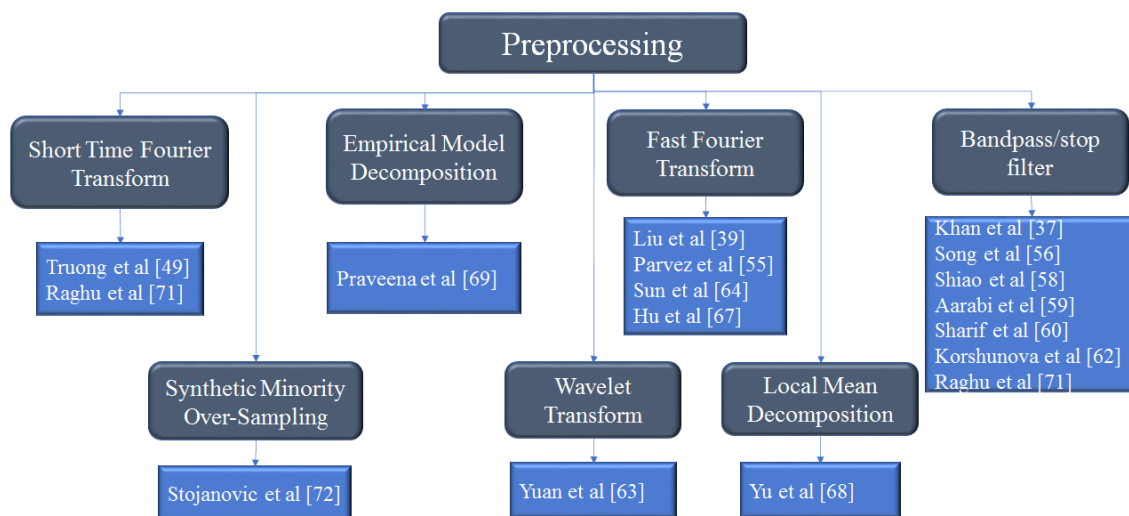 Preprocessing
Short Time Fourier
Transform
Truong et al [49]
Raghu et al [71]
Empirical Model
Decomposition
Praveena et al [69]
Fast Fourier
Transform
Liu et al [39]
Parvez et al [55]
Sun et al [64]
Hu et al [67]
Bandpass/stop
filter
Khan et al [37]
Song et al [56]
Shiao et al [58]
Aarabi et el [59]
Sharif et al [60]
Korshunova et al [62]
Raghu et al [71]
Synthetic Minority
Over-Sampling
Stojanovic et al [72]
Wavelet
Transform
Yuan et al [63]
Local Mean
Decomposition
Yu et al [68]